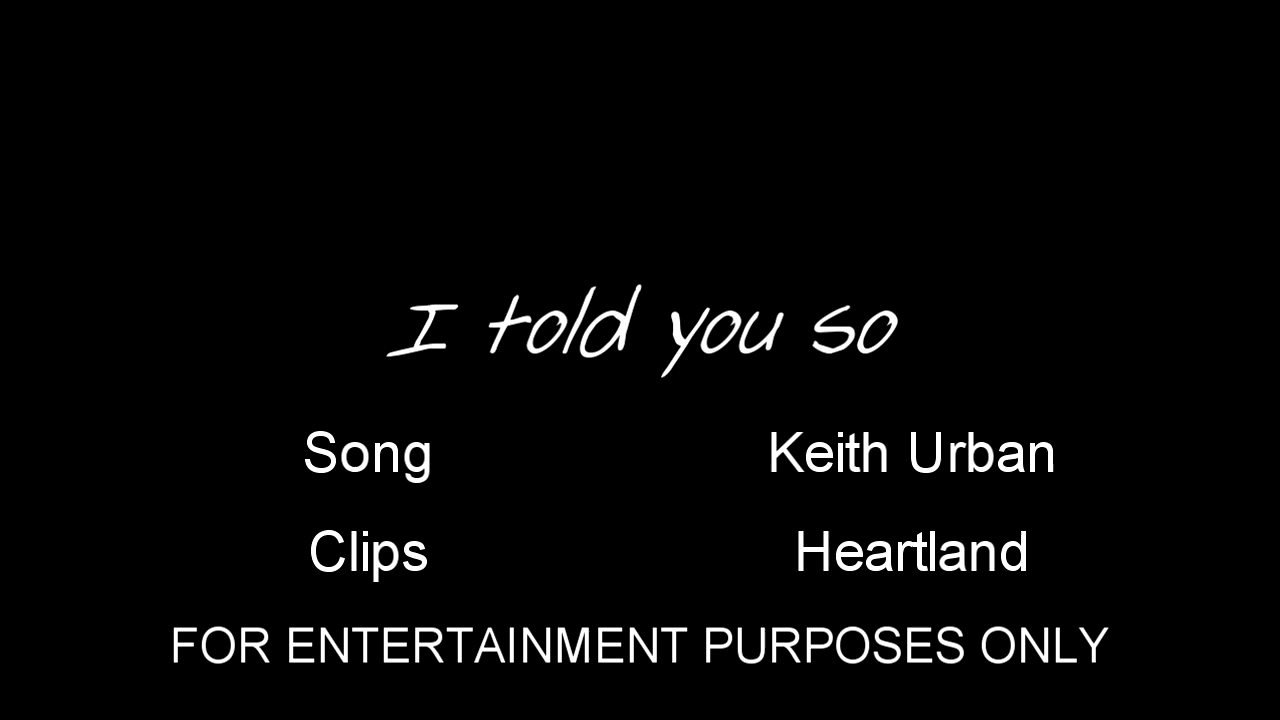 I told you so
Song Keith Urban
Clips Heartland
FOR ENTERTAINMENT PURPOSES ONLY